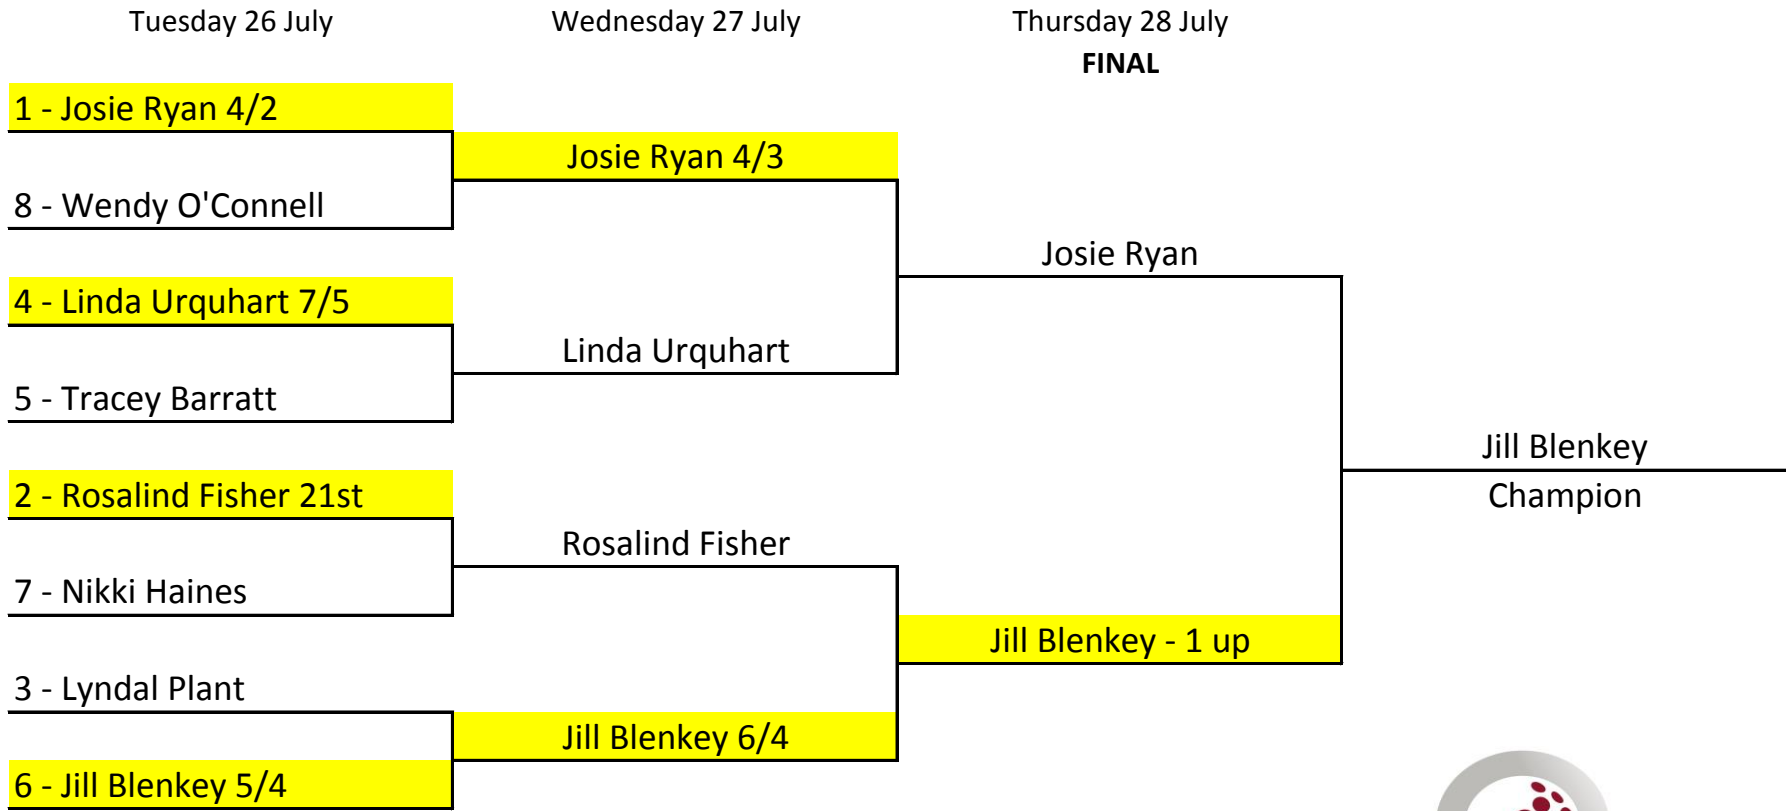 Tuesday 26 July
Wednesday 27 July
Thursday 28 July
FINAL
1 - Josie Ryan 4/2
8 - Wendy O'Connell
4 - Linda Urquhart 7/5
5 - Tracey Barratt
2 - Rosalind Fisher 21st
7 - Nikki Haines
3 - Lyndal Plant
6 - Jill Blenkey 5/4
Josie Ryan 4/3
Linda Urquhart
Rosalind Fisher
Jill Blenkey 6/4
Josie Ryan
Jill Blenkey - 1 up
Jill Blenkey
Champion